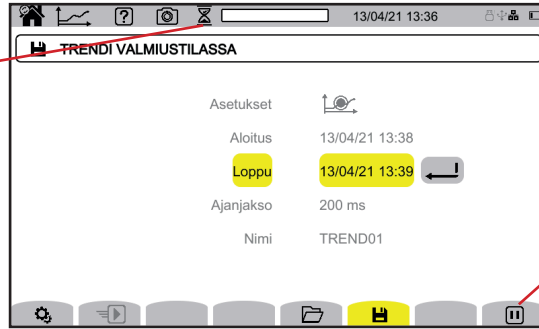 13/04/21 13:36
TRENDI VALMIUSTILASSA
Asetukset
Aloitus 13/04/21 13:38
Loppu 13/04/21 13:39
Ajanjakso 200 ms
Nimi TREND01